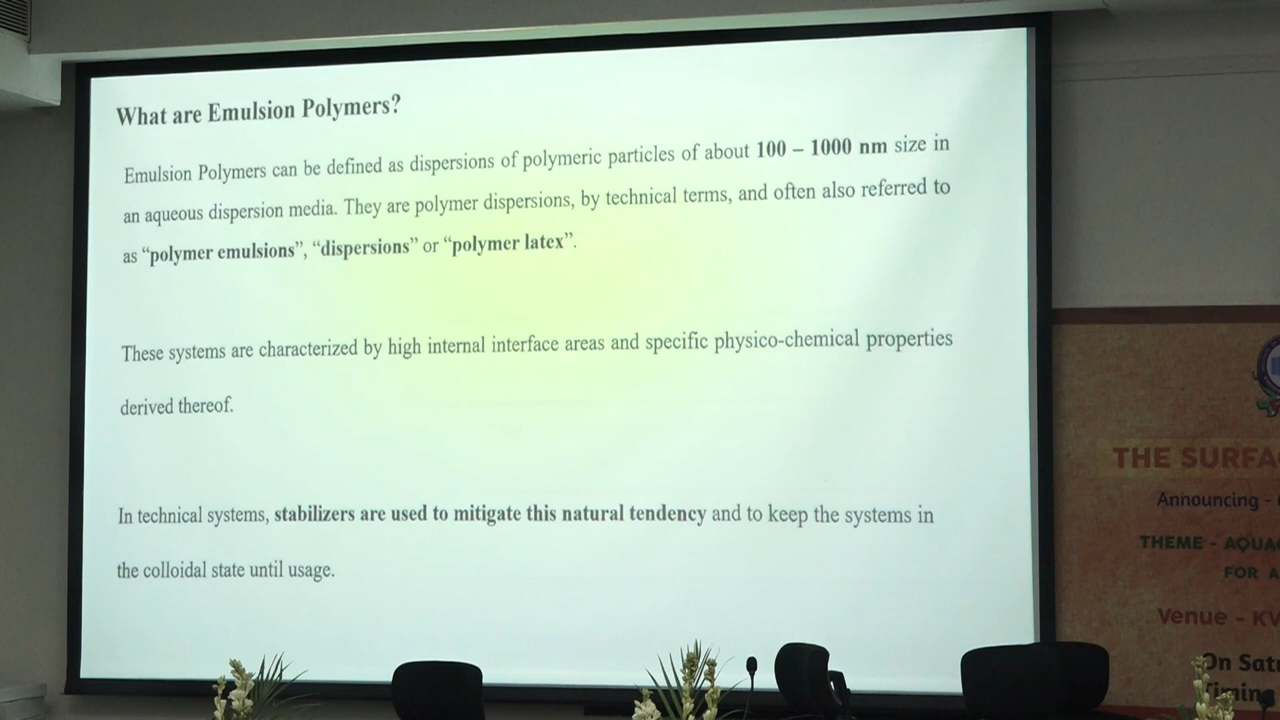 What are Emulsion Polymers?
Emulsion Polymers can be defined as dispersions of polymeric particles of about 100 – 1000 nm size in
an aqueous dispersion media. They are polymer dispersions, by technical terms, and often also referred to
as “polymer emulsions”, “dispersions” or “polymer latex”.
These systems are characterized by high internal interface areas and specific physico-chemical properties
derived thereof.
In technical systems, stabilizers are used to mitigate this natural tendency and to keep the systems in
the colloidal state until usage.
THE
Announcing -
THEME -
FOR
Venue -
On
Timing